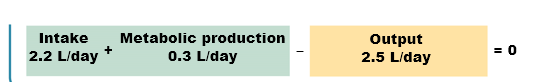 Intake + Metabolic production − Output = 0
2.2 L/day 0.3 L/day 2.5 L/day